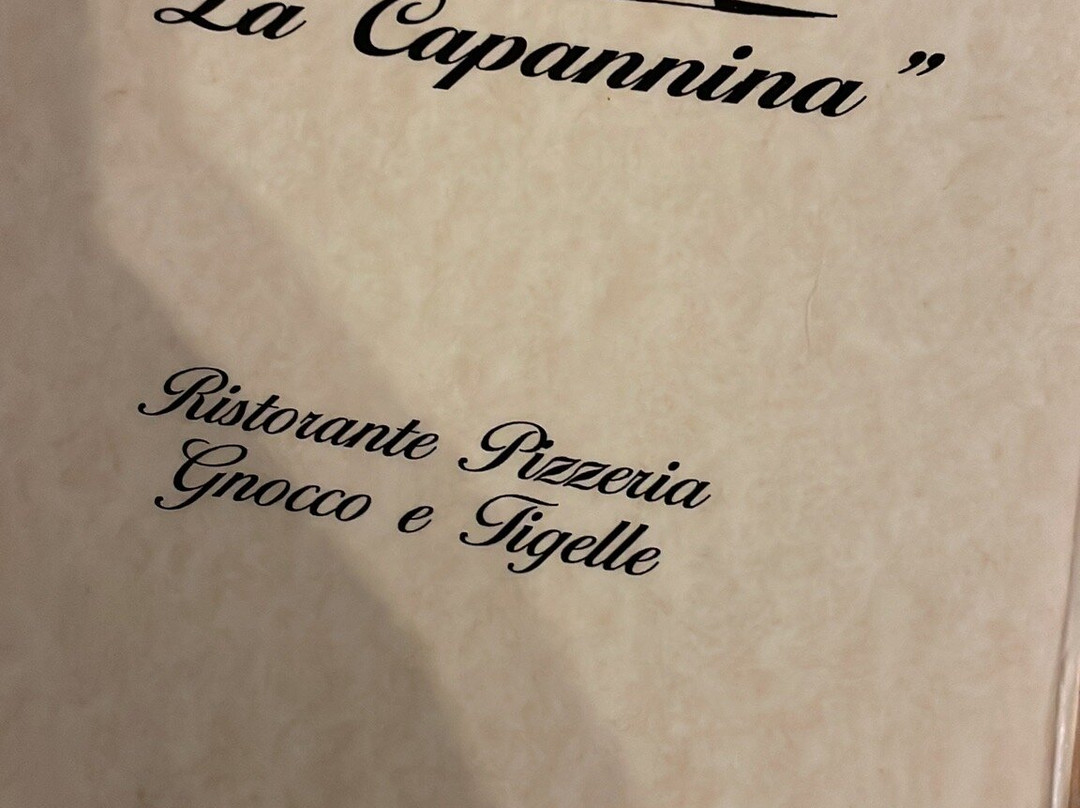 La Capannina”
Ristorante Pizzeria
Gnocco e Tigelle